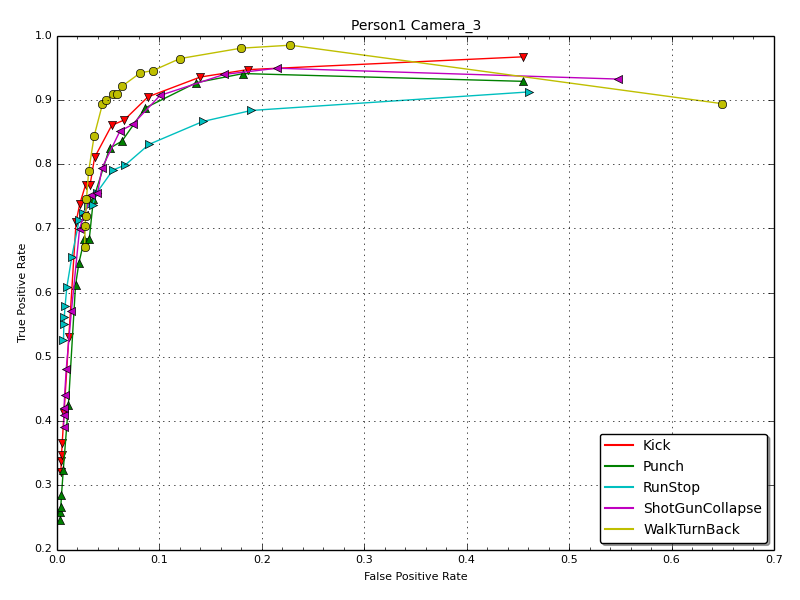 Person1 Camera_3
1.0
0.9
0.8
0.7
0.6
0.5
0.4
0.3
0.2
True Positive Rate
0.0 0.1 0.2 0.3 0.4 0.5 0.6 0.7
False Positive Rate
Kick
Punch
RunStop
ShotGunCollapse
WalkTurnBack